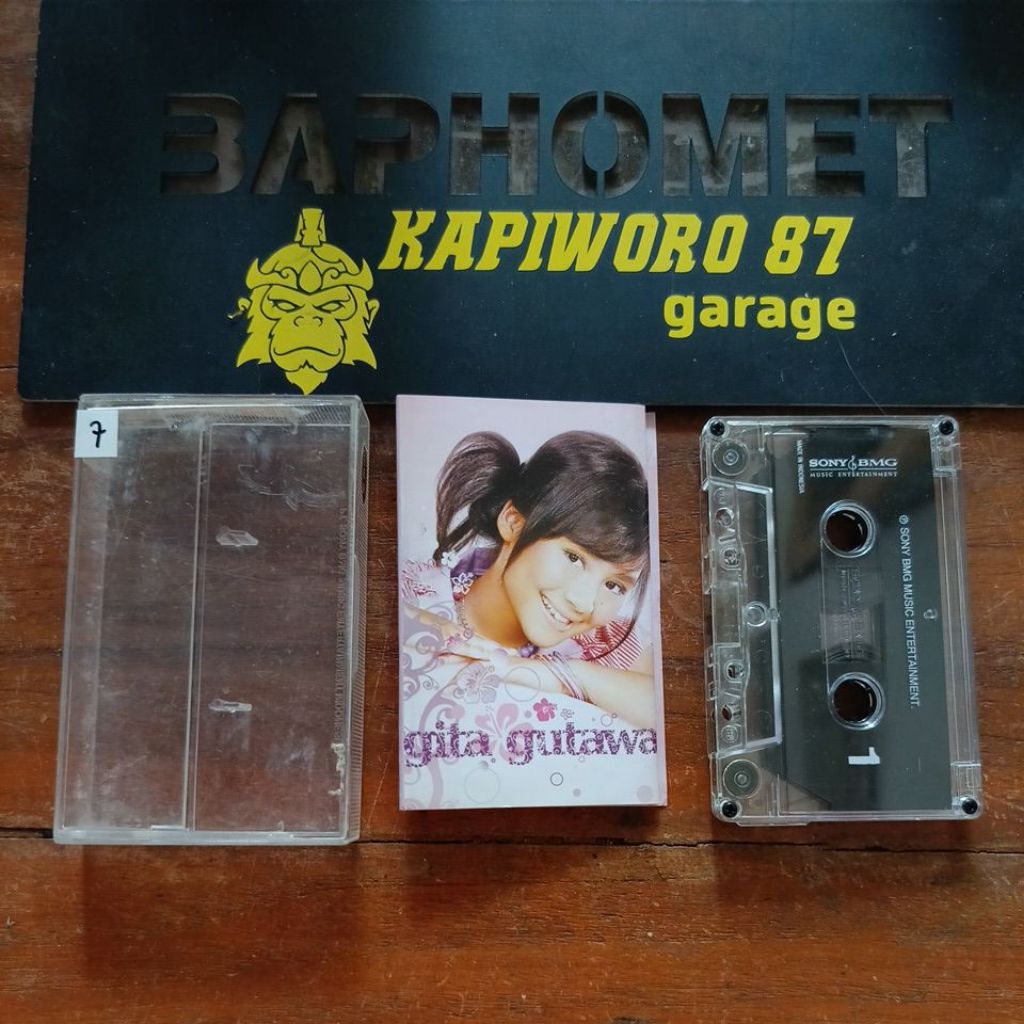 BAPHOMET
KAPIWORO 87
garage
7
gita gutawa
MADE IN INDONESIA
SONY BMG
MUSIC ENTERTAINMENT
℗ SONY BMG MUSIC ENTERTAINMENT.
1